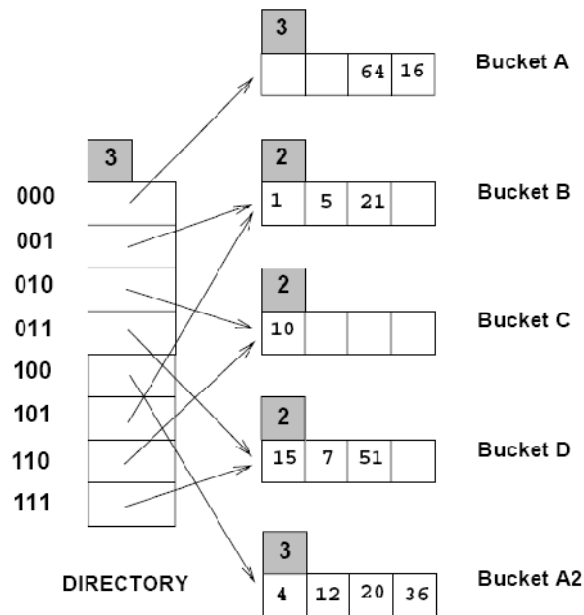 3
64 16 Bucket A
3
000
2
1 5 21 Bucket B
001
010
2
10 Bucket C
011
100
101
2
15 7 51 Bucket D
110
111
3
DIRECTORY
4 12 20 36 Bucket A2